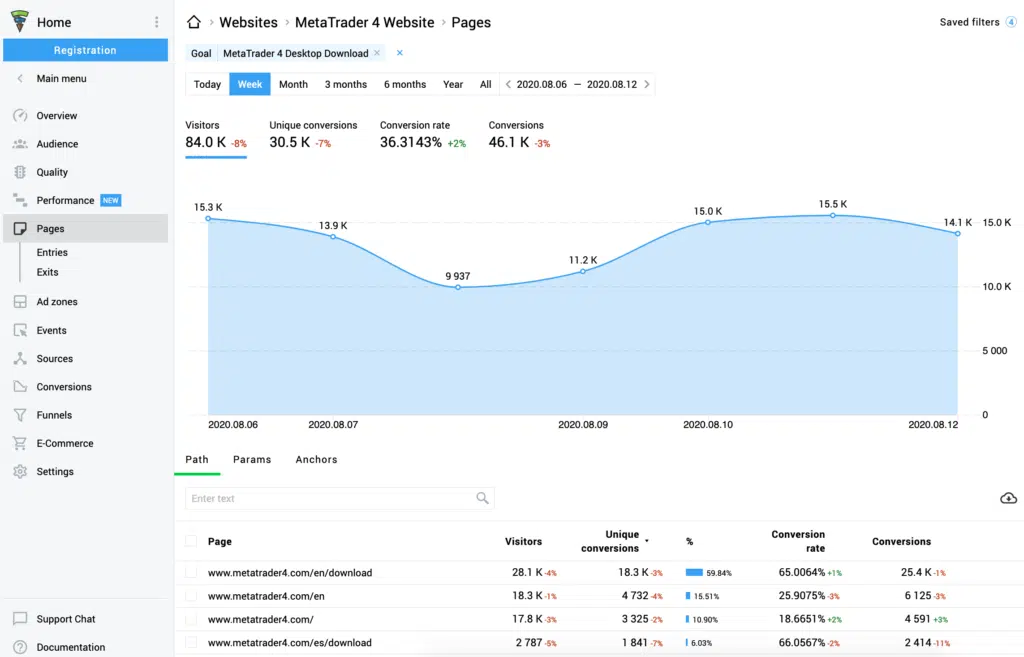 Home
Registration
Main menu
Overview
Audience
Quality
Performance NEW
Pages
Entries
Exits
Ad zones
Events
Sources
Conversions
Funnels
E-Commerce
Settings
Support Chat
Documentation
Websites › MetaTrader 4 Website › Pages
Saved filters 4
Goal MetaTrader 4 Desktop Download × ×
Today Week Month 3 months 6 months Year All 2020.08.06 — 2020.08.12
Visitors Unique conversions Conversion rate Conversions
84.0 K -8% 30.5 K -7% 36.3143% +2% 46.1 K -3%
15.3 K 13.9 K 9 937 11.2 K 15.0 K 15.5 K 14.1 K
15.0 K
10.0 K
5 000
0
2020.08.06 2020.08.07 2020.08.09 2020.08.10 2020.08.12
Path Params Anchors
Enter text
Page Visitors Unique conversions % Conversion rate Conversions
www.metatrader4.com/en/download 28.1 K -4% 18.3 K -3% 59.84% 65.0064% +1% 25.4 K -1%
www.metatrader4.com/en 18.3 K -1% 4 732 -4% 15.51% 25.9075% -3% 6 125 -3%
www.metatrader4.com/ 17.8 K -3% 3 325 -2% 10.90% 18.6651% +2% 4 591 +3%
www.metatrader4.com/es/download 2 787 -5% 1 841 -7% 6.03% 66.0567% -2% 2 414 -11%